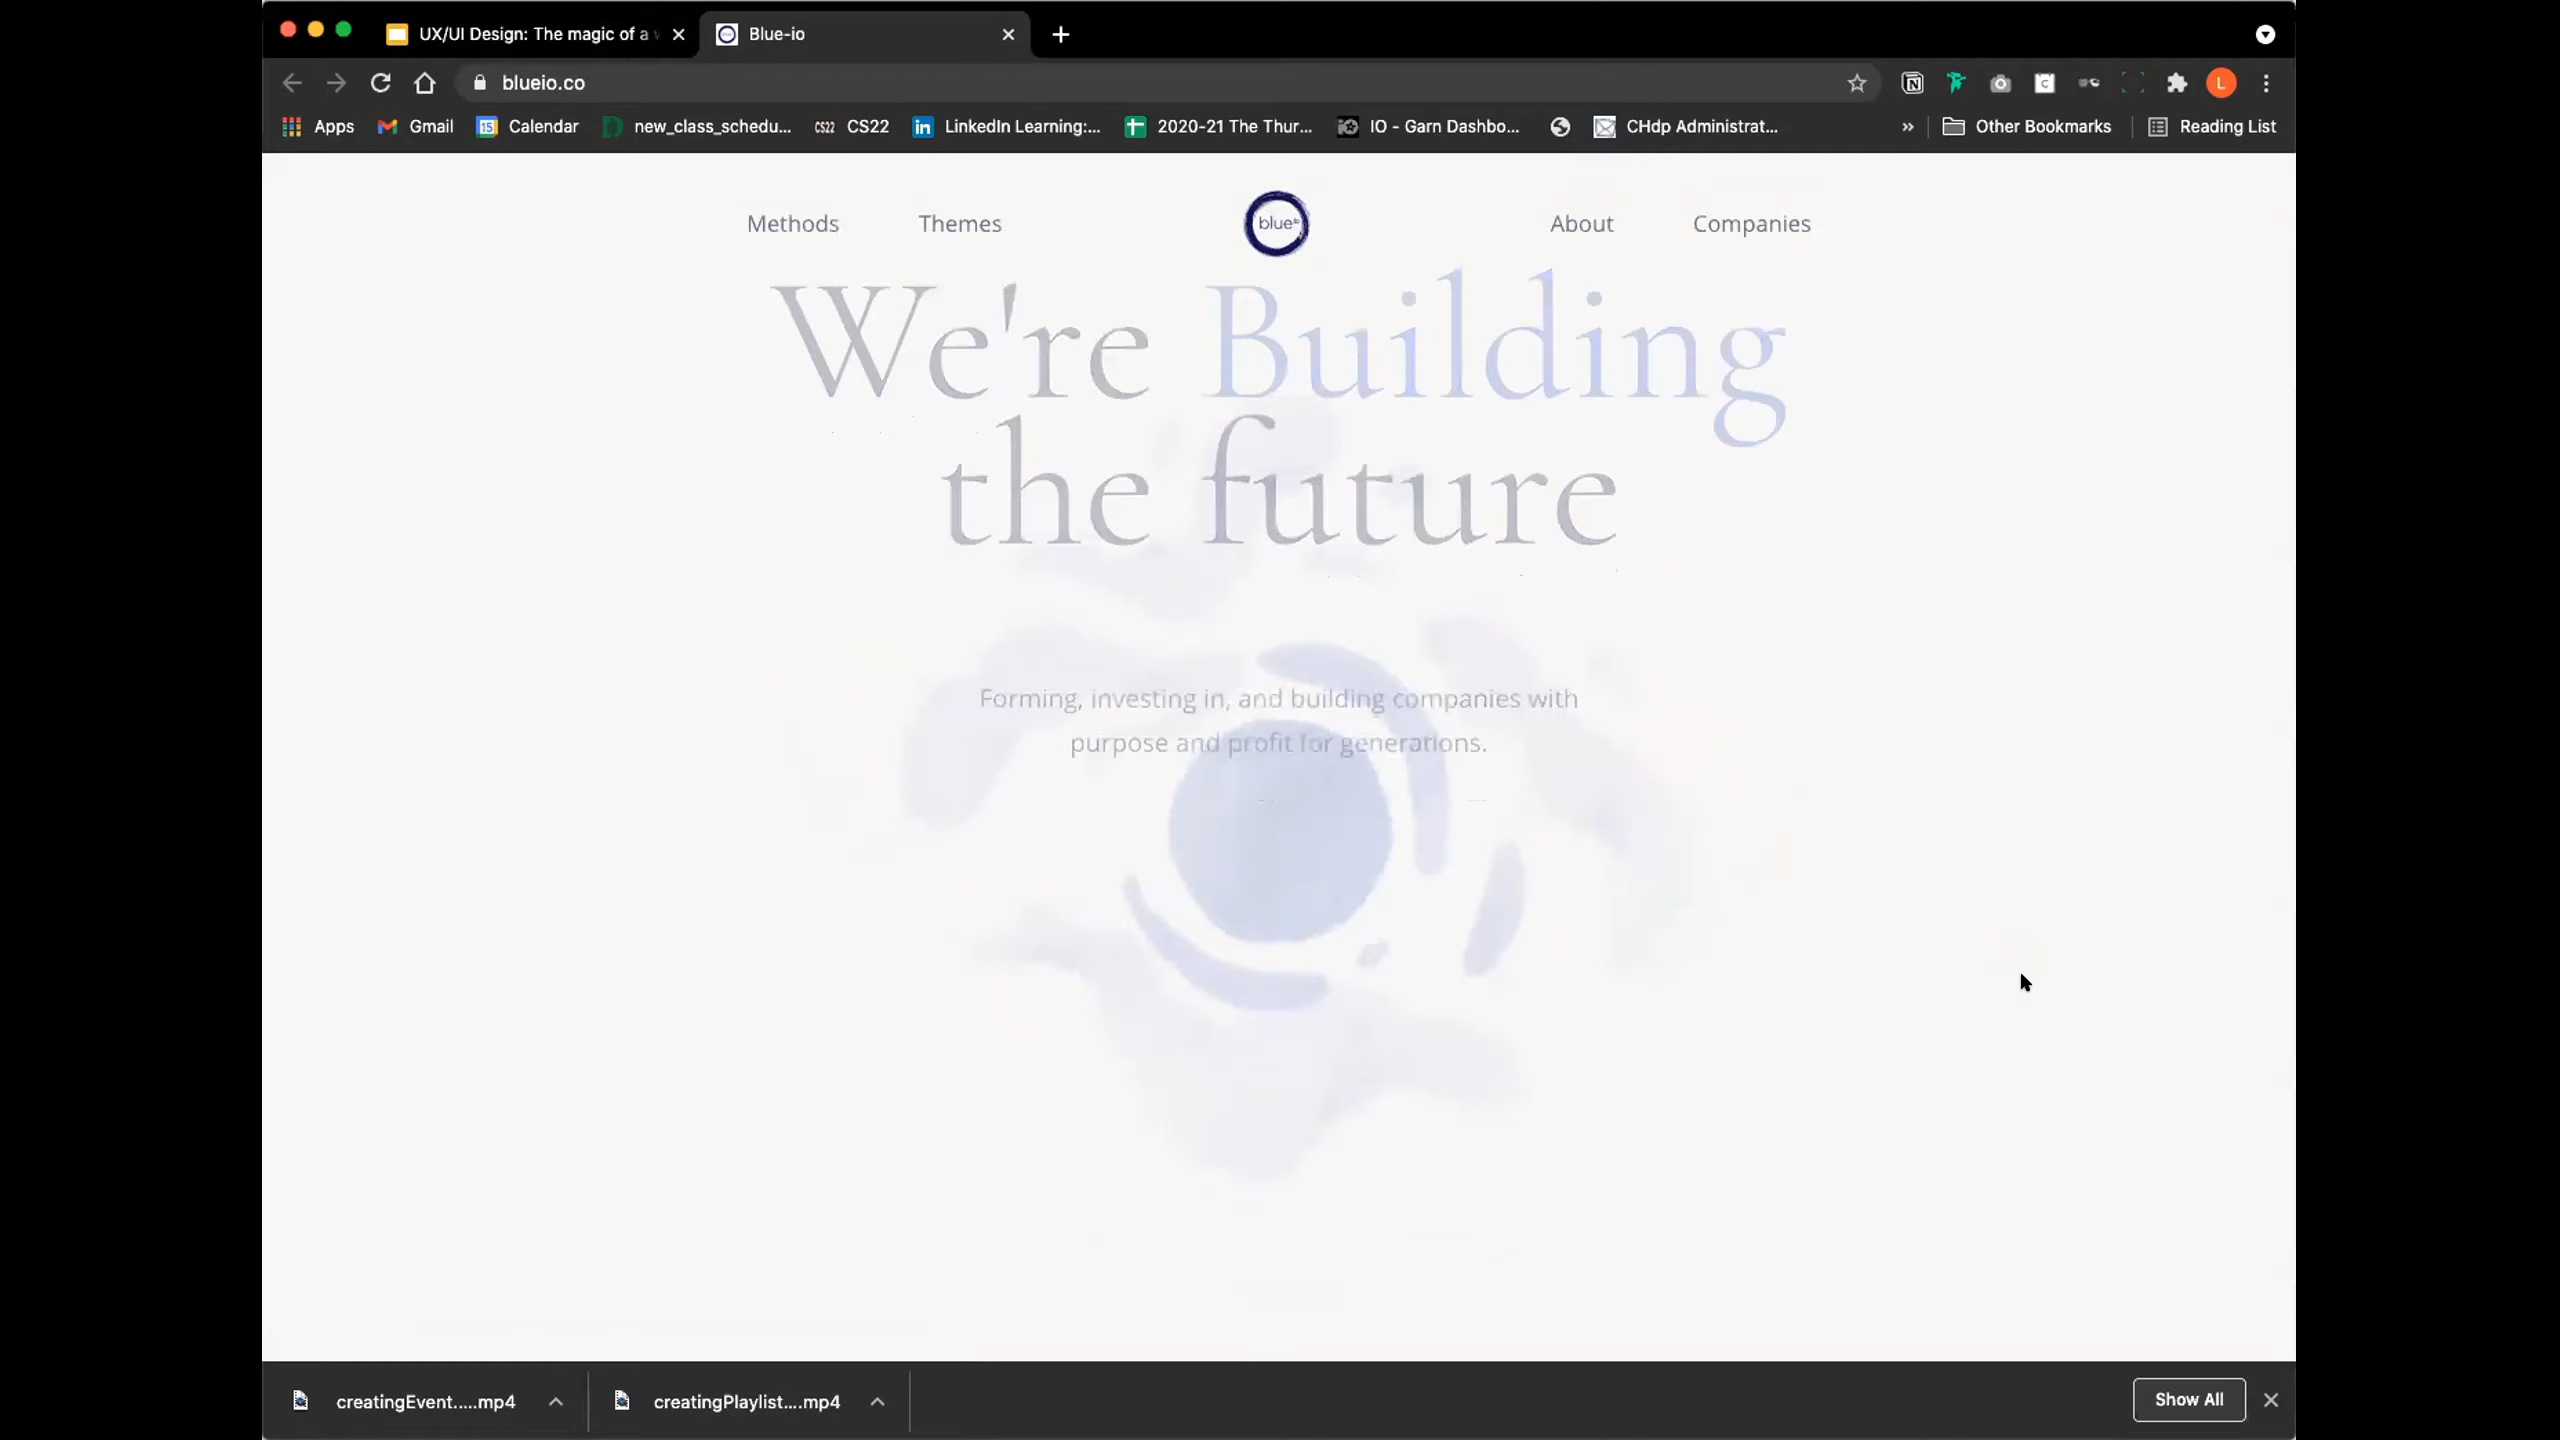 UX/UI Design: The magic of a
Blue-io
blueio.co
Apps
Gmail
15
Calendar
new_class_schedu...
CS22
CS22
in
LinkedIn Learning:...
2020-21 The Thur...
IO - Garn Dashbo...
CHdp Administrat...
»
Other Bookmarks
Reading List
L
Methods
Themes
blue
About
Companies
We're Building
the future
Forming, investing in, and building companies with
purpose and profit for generations.
creatingEvent.....mp4
creatingPlaylist....mp4
Show All